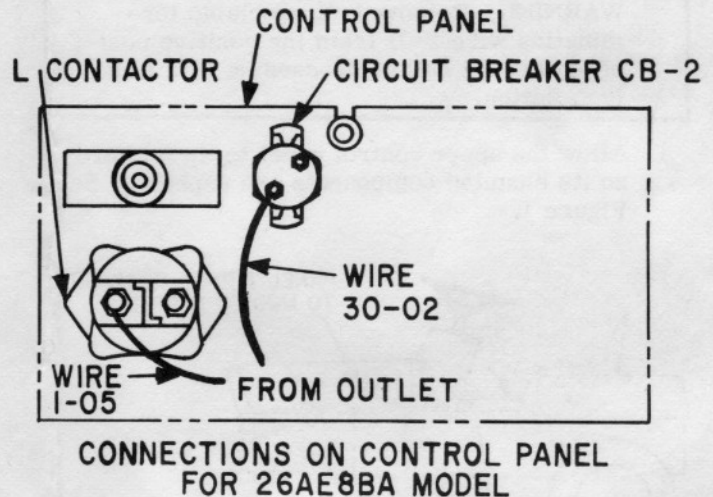 CONTROL PANEL
L CONTACTOR
CIRCUIT BREAKER CB-2
WIRE
30-02
WIRE
1-05
FROM OUTLET
CONNECTIONS ON CONTROL PANEL
FOR 26AE8BA MODEL